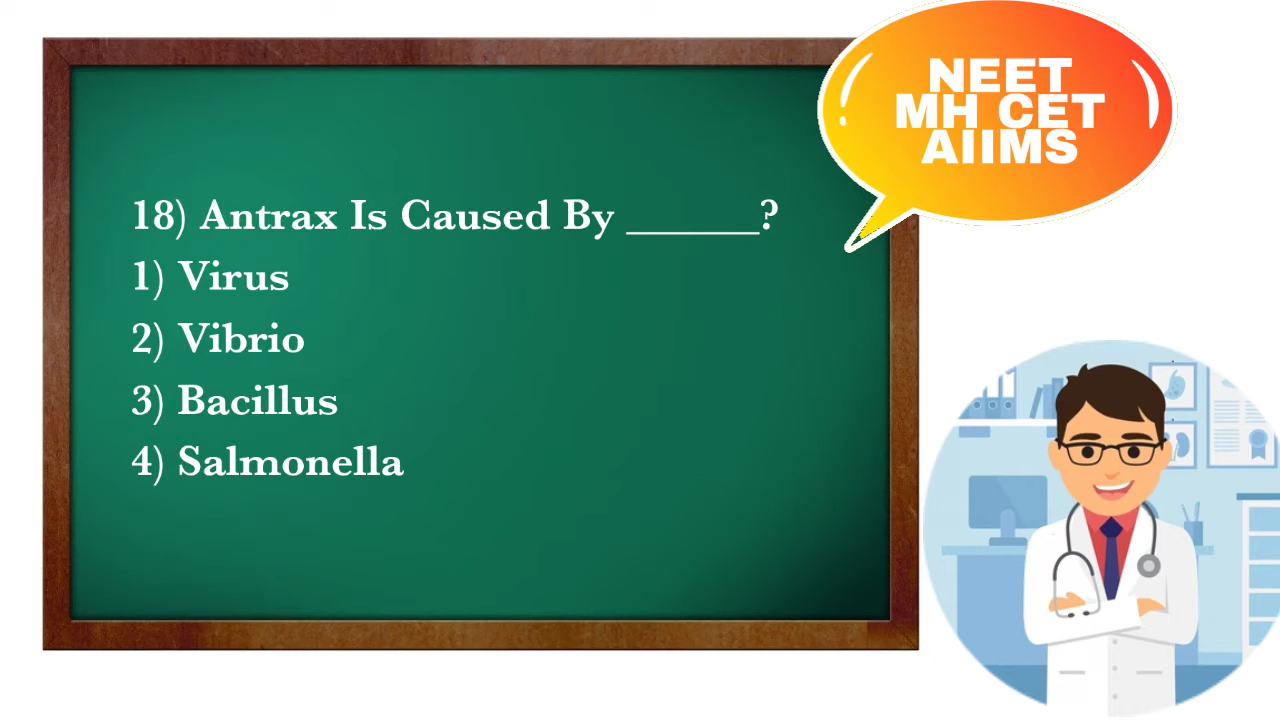 NEET
MH CET
AIIMS
18) Antrax Is Caused By ______?
1) Virus
2) Vibrio
3) Bacillus
4) Salmonella